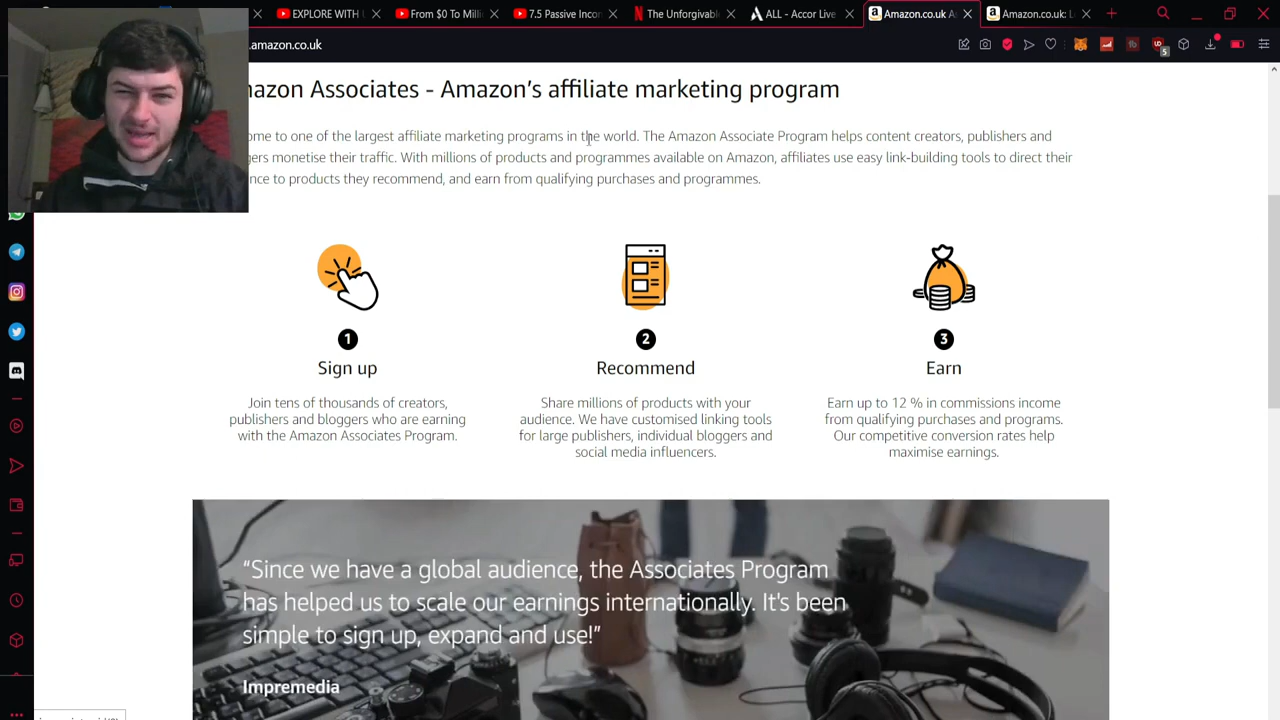 EXPLORE WITH
From $0 To Milli
7.5 Passive Incor
The Unforgivabl
ALL - Accor Live
Amazon.co.uk A
Amazon.co.uk: L
.amazon.co.uk
5
azon Associates - Amazon's affiliate marketing program
ome to one of the largest affiliate marketing programs in the world. The Amazon Associate Program helps content creators, publishers and
gers monetise their traffic. With millions of products and programmes available on Amazon, affiliates use easy link-building tools to direct their
nce to products they recommend, and earn from qualifying purchases and programmes.
1
Sign up
Join tens of thousands of creators,
publishers and bloggers who are earning
with the Amazon Associates Program.
2
Recommend
Share millions of products with your
audience. We have customised linking tools
for large publishers, individual bloggers and
social media influencers.
3
Earn
Earn up to 12 % in commissions income
from qualifying purchases and programs.
Our competitive conversion rates help
maximise earnings.
“Since we have a global audience, the Associates Program
has helped us to scale our earnings internationally. It's been
simple to sign up, expand and use!”
Impremedia